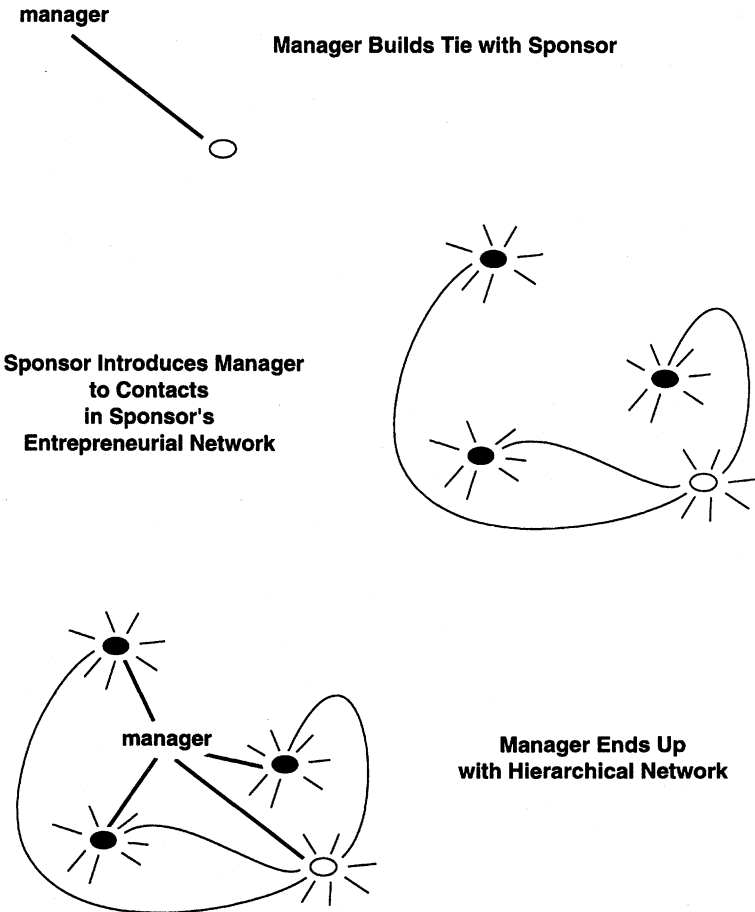 manager
Manager Builds Tie with Sponsor
Sponsor Introduces Manager
to Contacts
in Sponsor's
Entrepreneurial Network
manager
Manager Ends Up
with Hierarchical Network